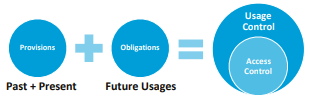 Provisions
Obligations
Usage
Control
Access
Control
Past + Present
Future Usages